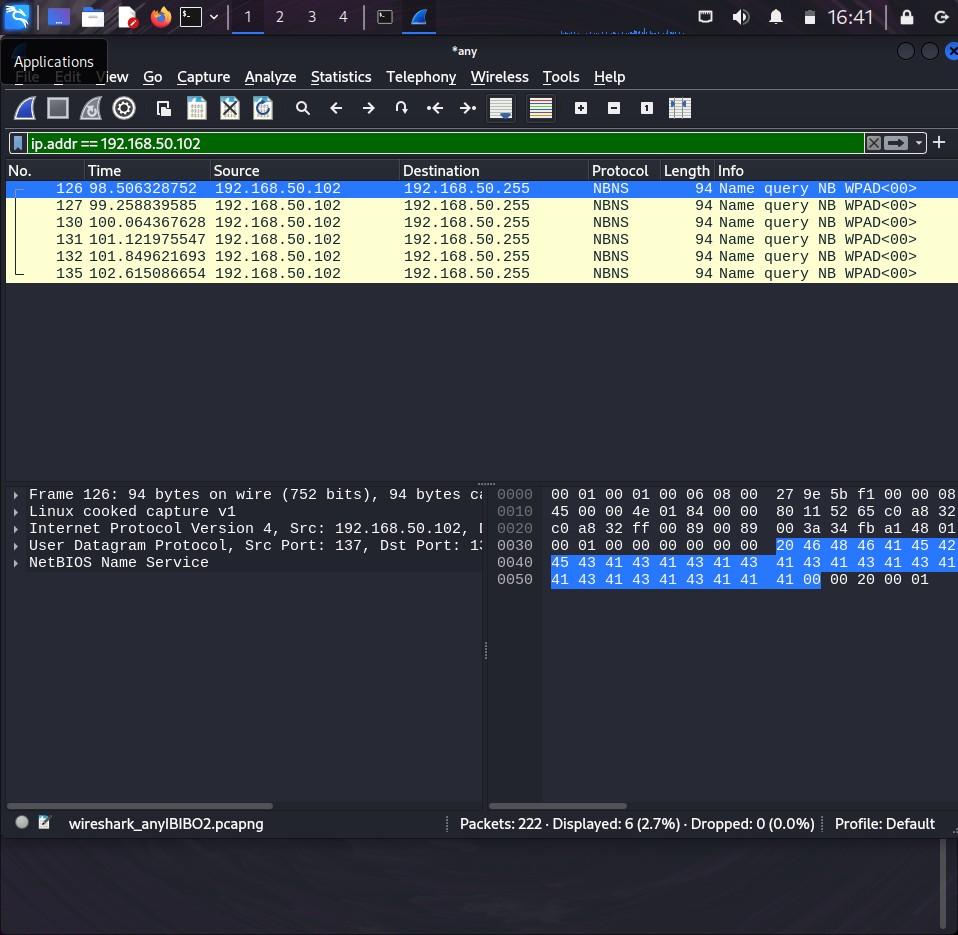 1 2 3 4 16:41
Applications
*any
File Edit View Go Capture Analyze Statistics Telephony Wireless Tools Help
ip.addr == 192.168.50.102
No. Time Source Destination Protocol Length Info
126 98.506328752 192.168.50.102 192.168.50.255 NBNS 94 Name query NB WPAD<00>
127 99.258839585 192.168.50.102 192.168.50.255 NBNS 94 Name query NB WPAD<00>
130 100.064367628 192.168.50.102 192.168.50.255 NBNS 94 Name query NB WPAD<00>
131 101.121975547 192.168.50.102 192.168.50.255 NBNS 94 Name query NB WPAD<00>
132 101.849621693 192.168.50.102 192.168.50.255 NBNS 94 Name query NB WPAD<00>
135 102.615086654 192.168.50.102 192.168.50.255 NBNS 94 Name query NB WPAD<00>
Frame 126: 94 bytes on wire (752 bits), 94 bytes ca
Linux cooked capture v1
Internet Protocol Version 4, Src: 192.168.50.102, D
User Datagram Protocol, Src Port: 137, Dst Port: 13
NetBIOS Name Service
0000 00 01 00 01 00 06 08 00 27 9e 5b f1 00 00 08
0010 45 00 00 4e 01 84 00 00 80 11 52 65 c0 a8 32
0020 c0 a8 32 ff 00 89 00 89 00 3a 34 fb a1 48 01
0030 00 01 00 00 00 00 00 00 20 46 48 46 41 45 42
0040 45 43 41 43 41 43 41 43 41 43 41 43 41 43 41
0050 41 43 41 43 41 43 41 41 41 00 00 20 00 01
wireshark_anyIBIBO2.pcapng Packets: 222 · Displayed: 6 (2.7%) · Dropped: 0 (0.0%) Profile: Default